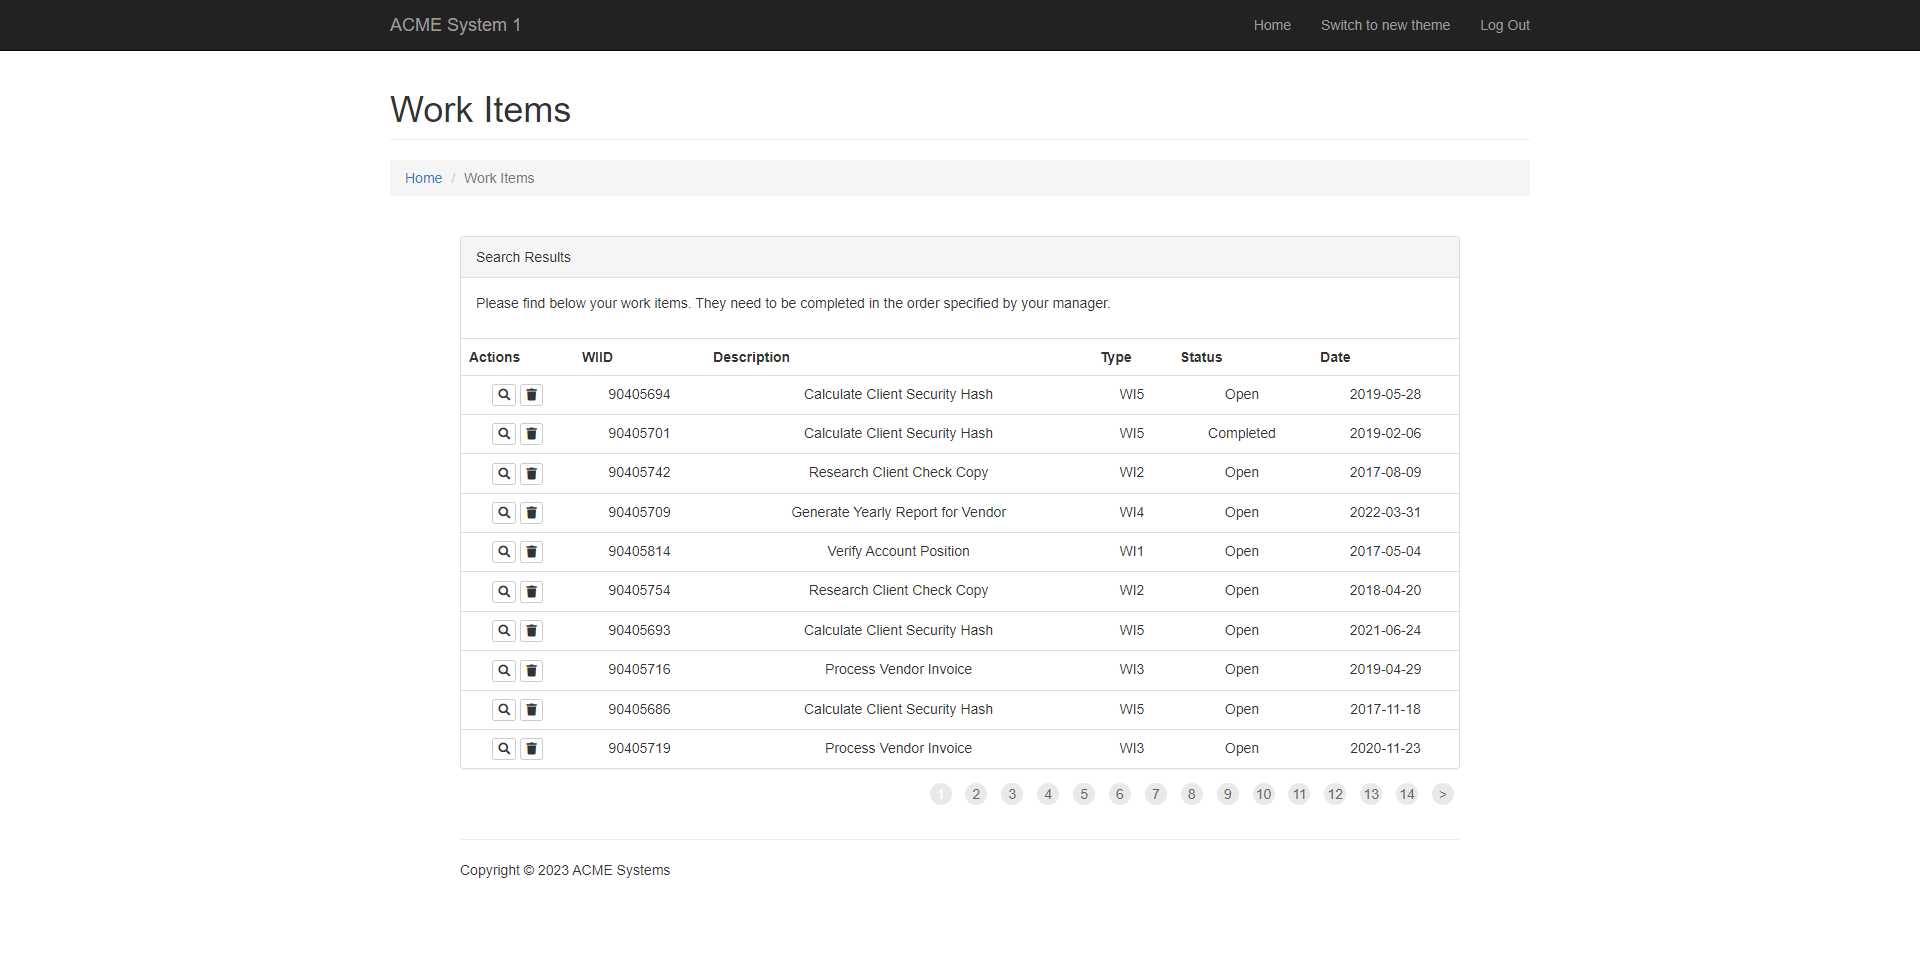 ACME System 1 Home Switch to new theme Log Out
Work Items
Home / Work Items
Search Results
Please find below your work items. They need to be completed in the order specified by your manager.
Actions WIID Description Type Status Date
90405694 Calculate Client Security Hash WI5 Open 2019-05-28
90405701 Calculate Client Security Hash WI5 Completed 2019-02-06
90405742 Research Client Check Copy WI2 Open 2017-08-09
90405709 Generate Yearly Report for Vendor WI4 Open 2022-03-31
90405814 Verify Account Position WI1 Open 2017-05-04
90405754 Research Client Check Copy WI2 Open 2018-04-20
90405693 Calculate Client Security Hash WI5 Open 2021-06-24
90405716 Process Vendor Invoice WI3 Open 2019-04-29
90405686 Calculate Client Security Hash WI5 Open 2017-11-18
90405719 Process Vendor Invoice WI3 Open 2020-11-23
1 2 3 4 5 6 7 8 9 10 11 12 13 14 >
Copyright © 2023 ACME Systems